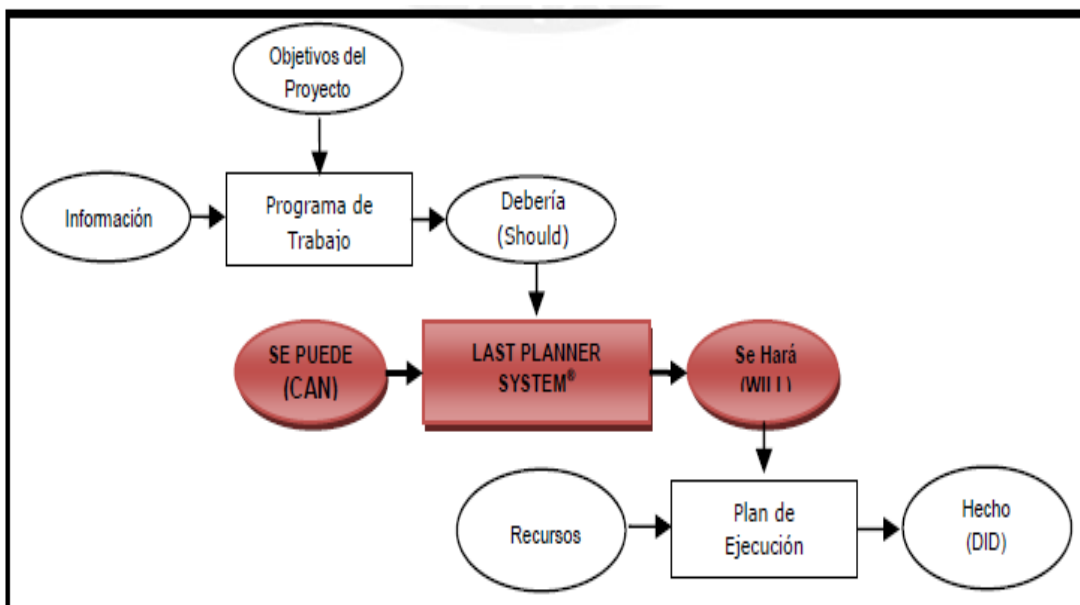 Objetivos del
Proyecto
Información
Programa de
Trabajo
Debería
(Should)
SE PUEDE
(CAN)
LAST PLANNER
SYSTEM®
Se Hará
(WILL)
Recursos
Plan de
Ejecución
Hecho
(DID)